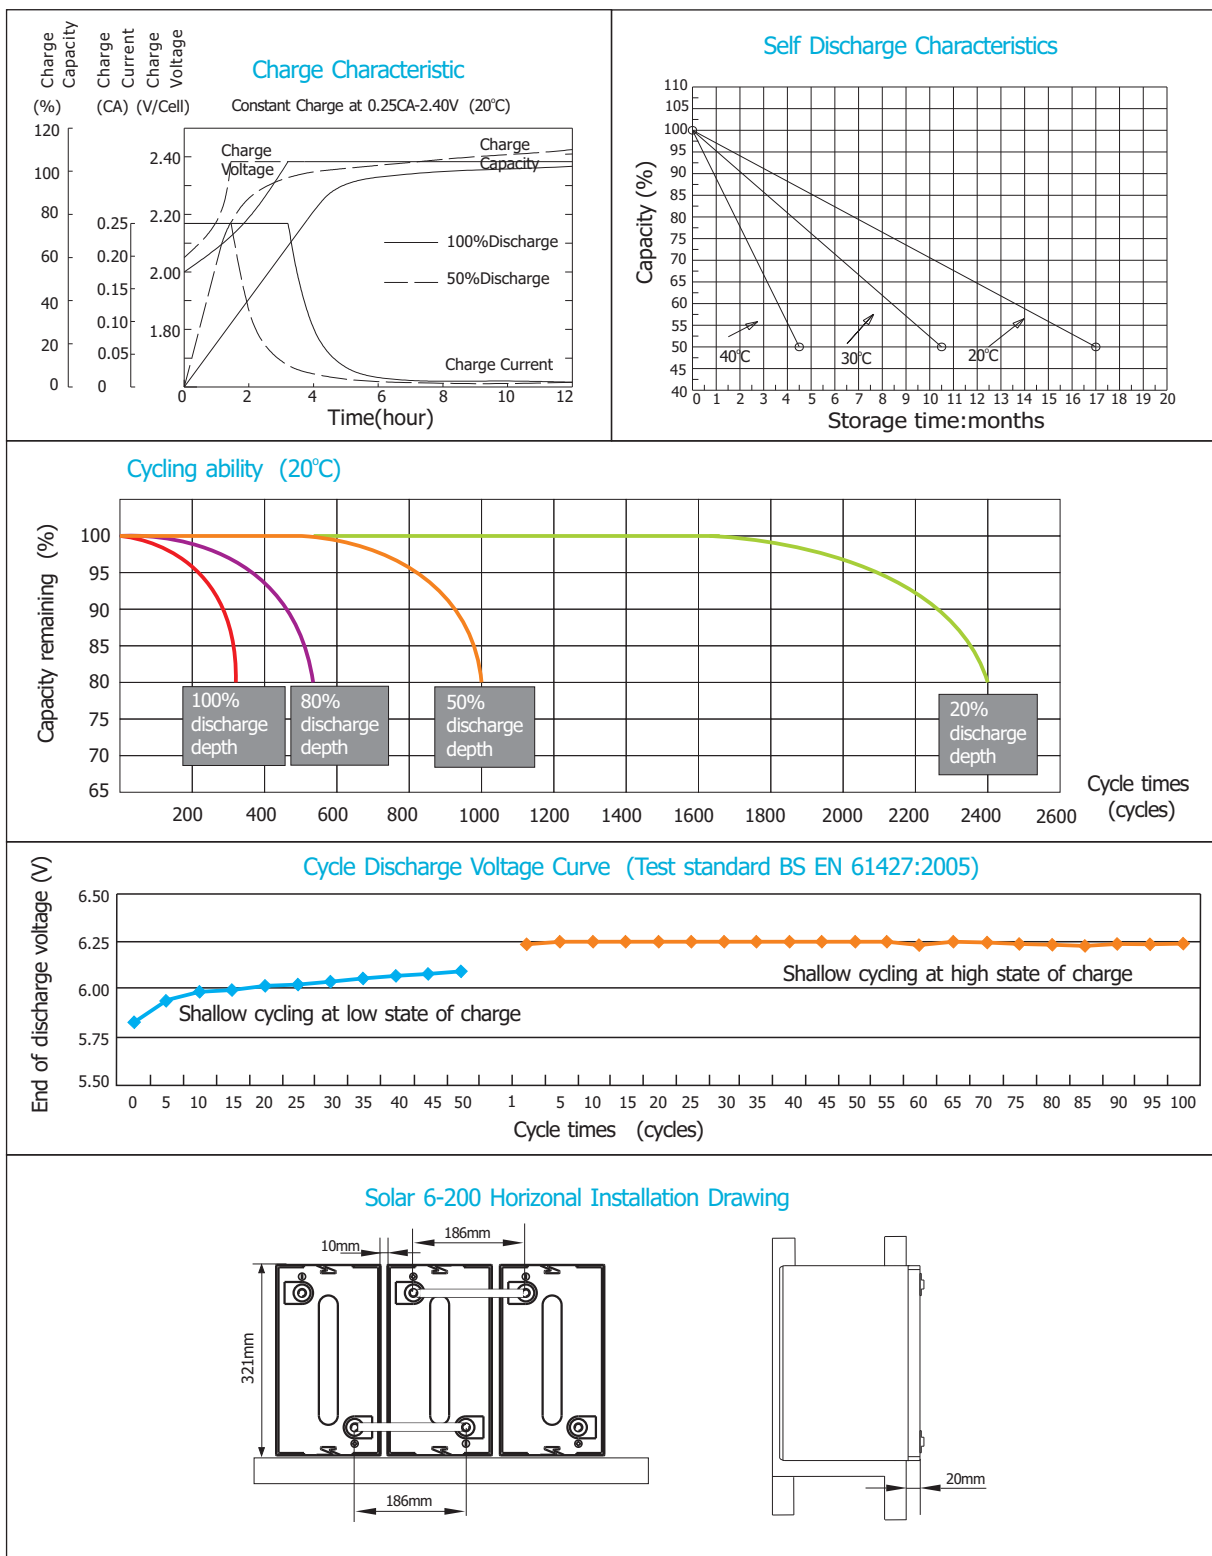 Charge Capacity
Charge Current
Charge Voltage
Charge Characteristic
(%)
(CA) (V/Cell)
Constant Charge at 0.25CA-2.40V (20°C)
120
100
80
60
40
20
0
0.25
0.20
0.15
0.10
0.05
0
2.40
2.20
2.00
1.80
Charge
Voltage
Charge
Capacity
100%Discharge
50%Discharge
Charge Current
0 2 4 6 8 10 12
Time(hour)
Self Discharge Characteristics
Capacity (%)
110
105
100
95
90
85
80
75
70
65
60
55
50
45
40
40°C
30°C
20°C
0 1 2 3 4 5 6 7 8 9 10 11 12 13 14 15 16 17 18 19 20
Storage time:months
Cycling ability (20°C)
Capacity remaining (%)
100
95
90
85
80
75
70
65
100%
discharge
depth
80%
discharge
depth
50%
discharge
depth
20%
discharge
depth
200 400 600 800 1000 1200 1400 1600 1800 2000 2200 2400 2600
Cycle times
(cycles)
Cycle Discharge Voltage Curve (Test standard BS EN 61427:2005)
End of discharge voltage (V)
6.50
6.25
6.00
5.75
5.50
Shallow cycling at high state of charge
Shallow cycling at low state of charge
0 5 10 15 20 25 30 35 40 45 50 1 5 10 15 20 25 30 35 40 45 50 55 60 65 70 75 80 85 90 95 100
Cycle times (cycles)
Solar 6-200 Horizonal Installation Drawing
186mm
10mm
321mm
186mm
20mm